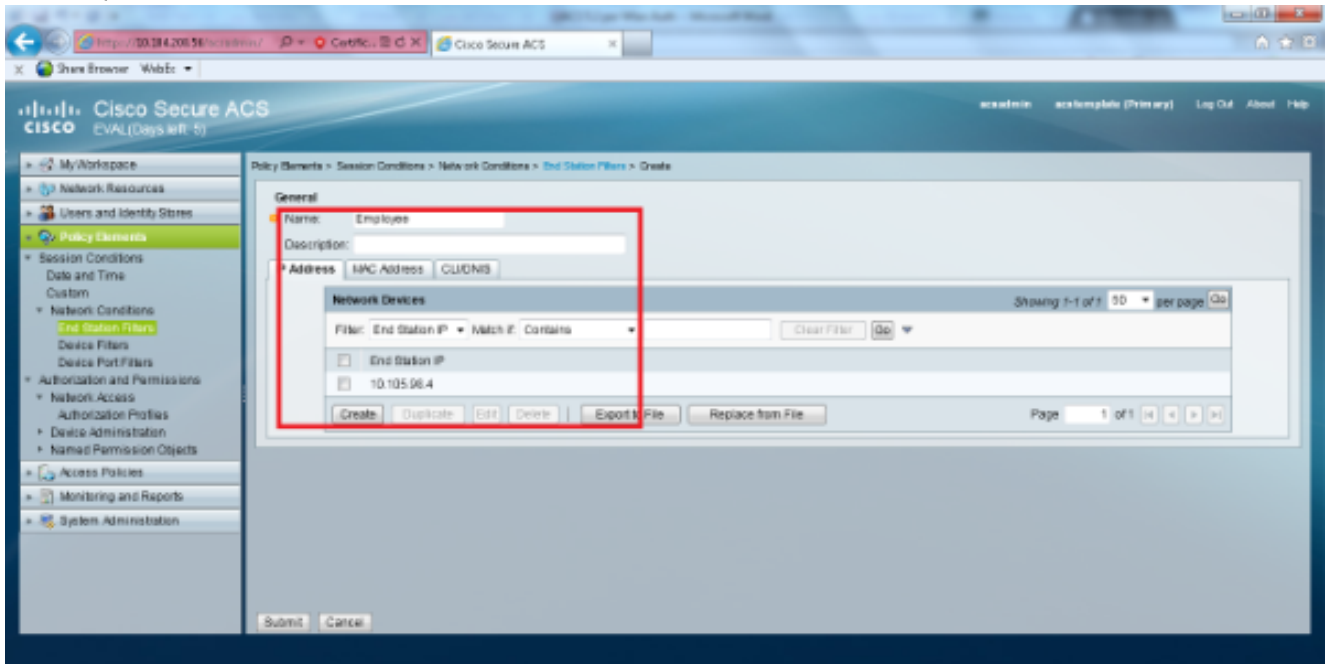 Certific...
Cisco Secure ACS
Share Browser WebEx
Cisco Secure ACS
CISCO EVAL(Days left: 5)
acsadmin acstemplate (Primary) Log Out About Help
My Workspace
Network Resources
Users and Identity Stores
Policy Elements
Session Conditions
Date and Time
Custom
Network Conditions
End Station Filters
Device Filters
Device Port Filters
Authorization and Permissions
Network Access
Authorization Profiles
Device Administration
Named Permission Objects
Access Policies
Monitoring and Reports
System Administration
Policy Elements > Session Conditions > Network Conditions > End Station Filters > Create
General
Name: Employee
Description:
IP Address MAC Address CLI/DNIS
Network Devices Showing 1-1 of 1 50 per page Go
Filter: End Station IP Match if: Contains Clear Filter Go
End Station IP
10.105.96.4
Create Duplicate Edit Delete | Export to File Replace from File Page 1 of 1
Submit Cancel